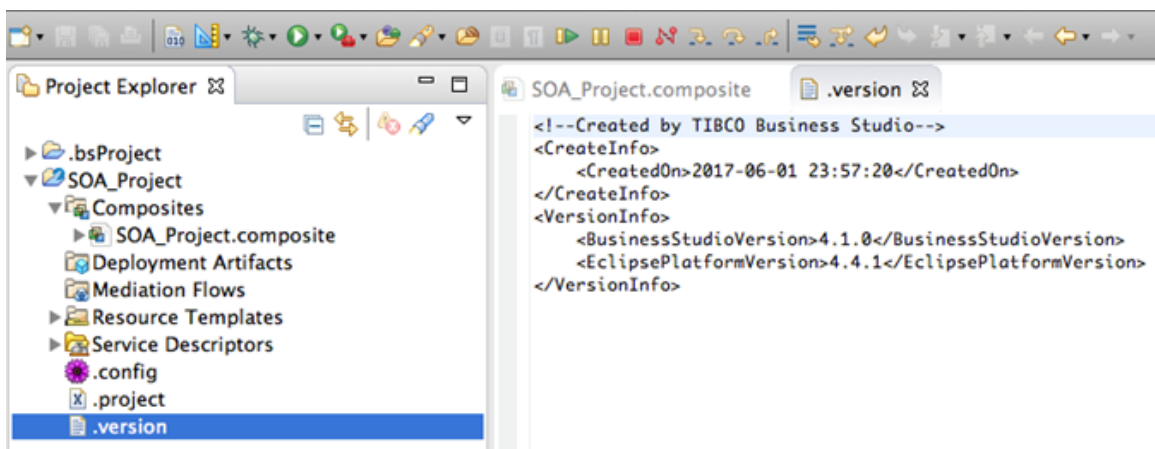 Project Explorer
.bsProject
SOA_Project
Composites
SOA_Project.composite
Deployment Artifacts
Mediation Flows
Resource Templates
Service Descriptors
.config
.project
.version
SOA_Project.composite
.version
<!--Created by TIBCO Business Studio-->
<CreateInfo>
<CreatedOn>2017-06-01 23:57:20</CreatedOn>
</CreateInfo>
<VersionInfo>
<BusinessStudioVersion>4.1.0</BusinessStudioVersion>
<EclipsePlatformVersion>4.4.1</EclipsePlatformVersion>
</VersionInfo>